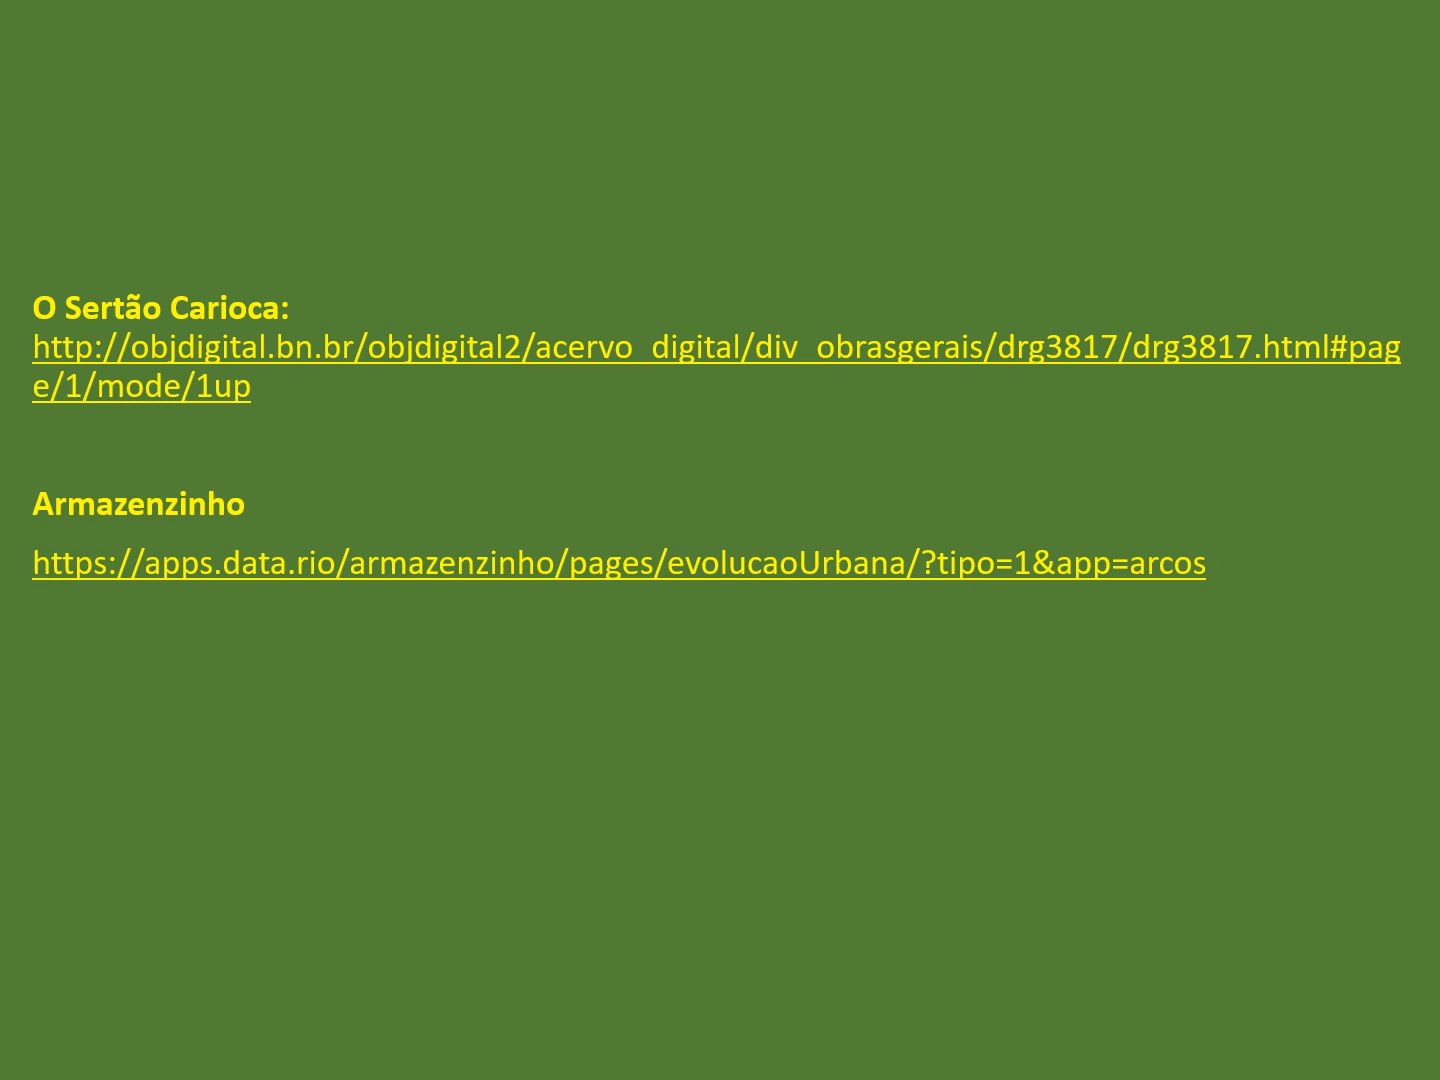 O Sertão Carioca:
http://objdigital.bn.br/objdigital2/acervo_digital/div_obrasgerais/drg3817/drg3817.html#pag
e/1/mode/1up
Armazenzinho
https://apps.data.rio/armazenzinho/pages/evolucaoUrbana/?tipo=1&app=arcos